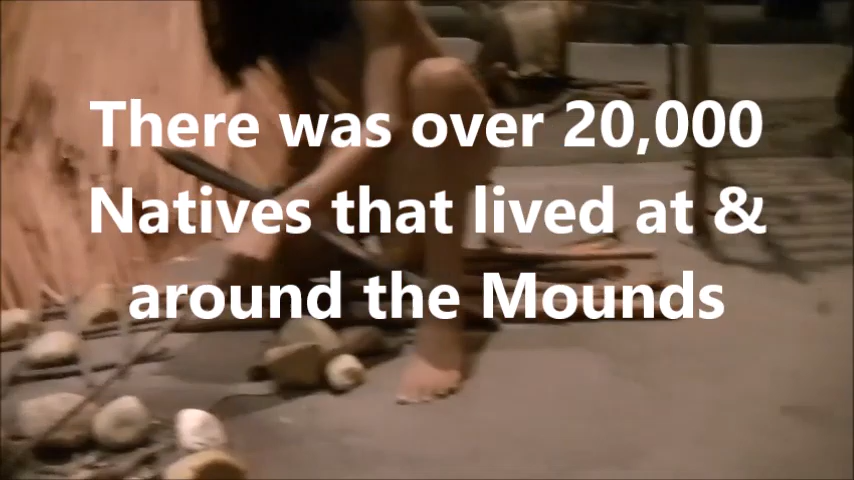 There was over 20,000
Natives that lived at &
around the Mounds